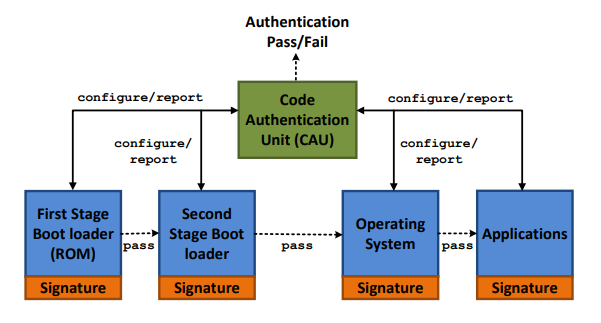 Authentication
Pass/Fail
configure/report
Code
Authentication
Unit (CAU)
configure/report
configure/
report
configure/
report
First Stage
Boot loader
(ROM)
pass
Second
Stage Boot
loader
pass
Operating
System
pass
Applications
Signature
Signature
Signature
Signature